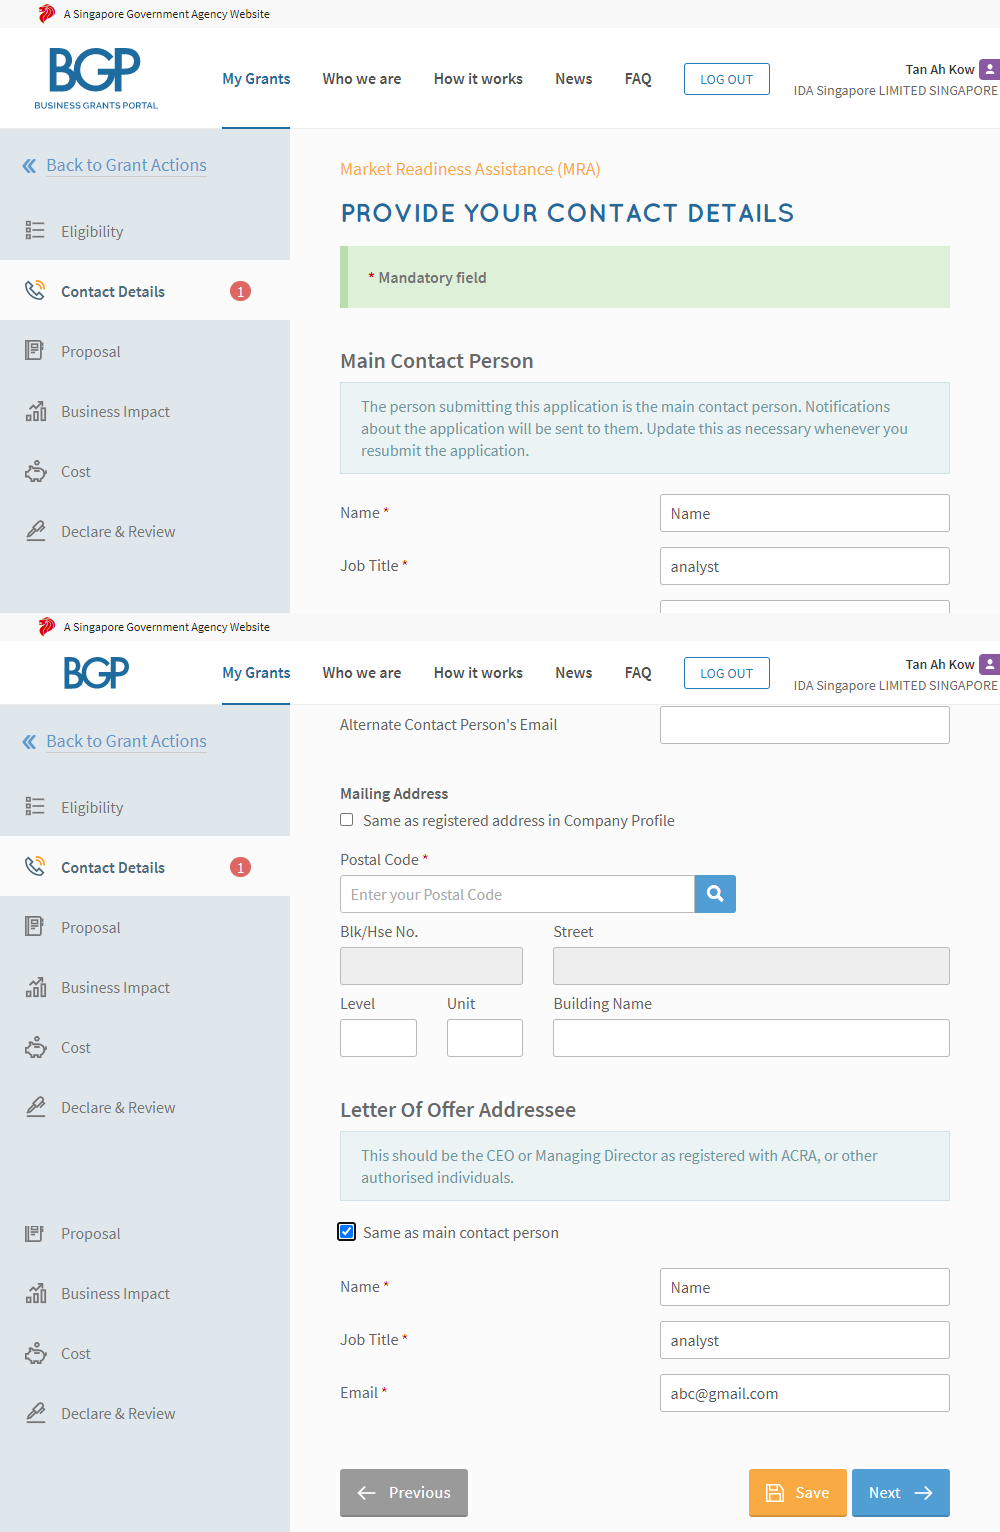 A Singapore Government Agency Website
BGP
BUSINESS GRANTS PORTAL
My Grants
Who we are
How it works
News
FAQ
LOG OUT
Tan Ah Kow
IDA Singapore LIMITED SINGAPORE
Back to Grant Actions
Eligibility
Contact Details 1
Proposal
Business Impact
Cost
Declare & Review
Market Readiness Assistance (MRA)
PROVIDE YOUR CONTACT DETAILS
* Mandatory field
Main Contact Person
The person submitting this application is the main contact person. Notifications
about the application will be sent to them. Update this as necessary whenever you
resubmit the application.
Name * Name
Job Title * analyst
A Singapore Government Agency Website
BGP
My Grants
Who we are
How it works
News
FAQ
LOG OUT
Tan Ah Kow
IDA Singapore LIMITED SINGAPORE
Back to Grant Actions
Eligibility
Contact Details 1
Proposal
Business Impact
Cost
Declare & Review
Proposal
Business Impact
Cost
Declare & Review
Alternate Contact Person's Email
Mailing Address
Same as registered address in Company Profile
Postal Code *
Enter your Postal Code
Blk/Hse No. Street
Level Unit Building Name
Letter Of Offer Addressee
This should be the CEO or Managing Director as registered with ACRA, or other
authorised individuals.
Same as main contact person
Name * Name
Job Title * analyst
Email * abc@gmail.com
Previous Save Next